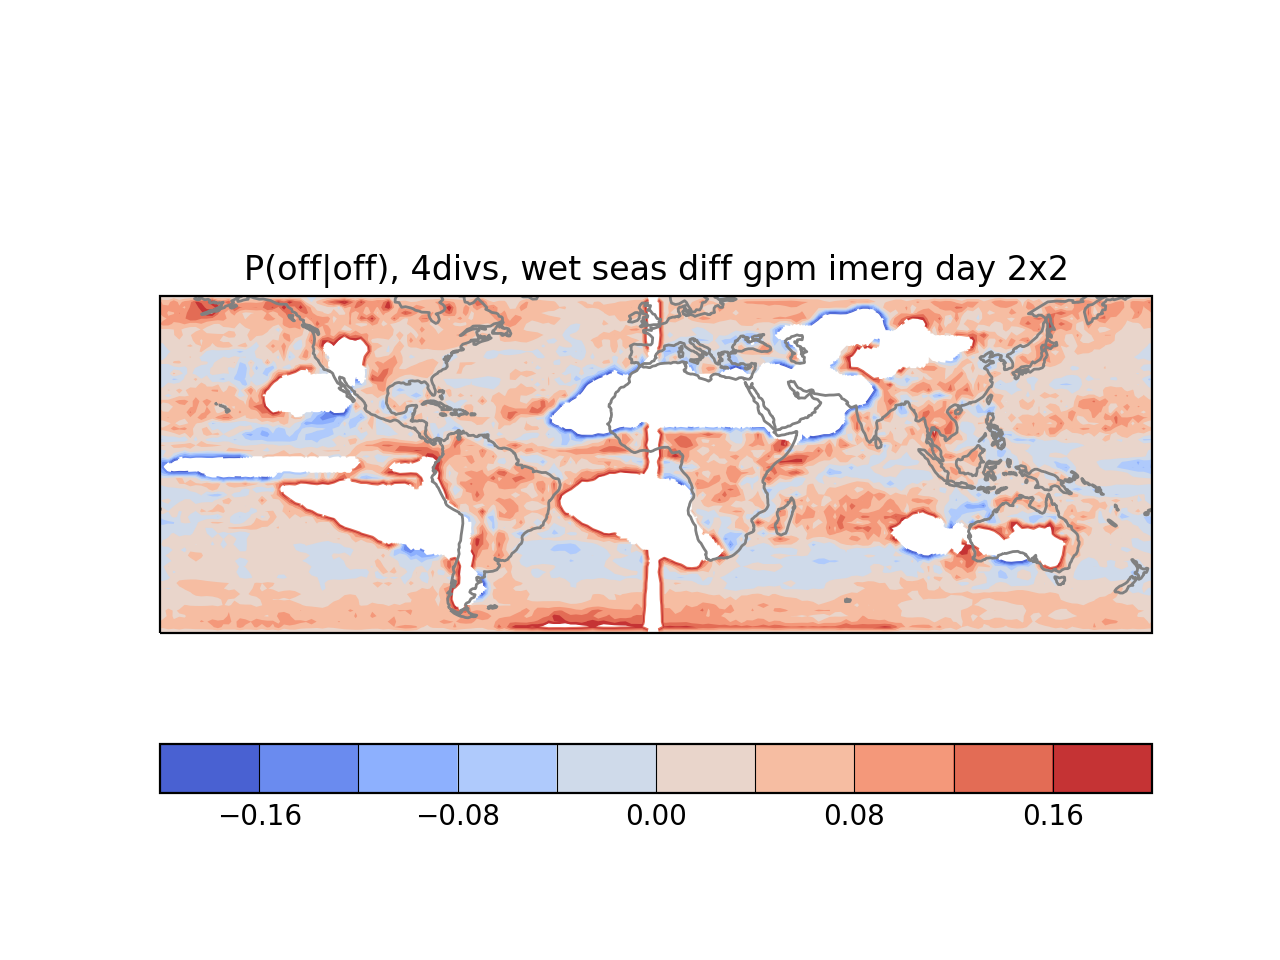 P(off|off), 4divs, wet seas diff gpm imerg day 2x2
−0.16 −0.08 0.00 0.08 0.16